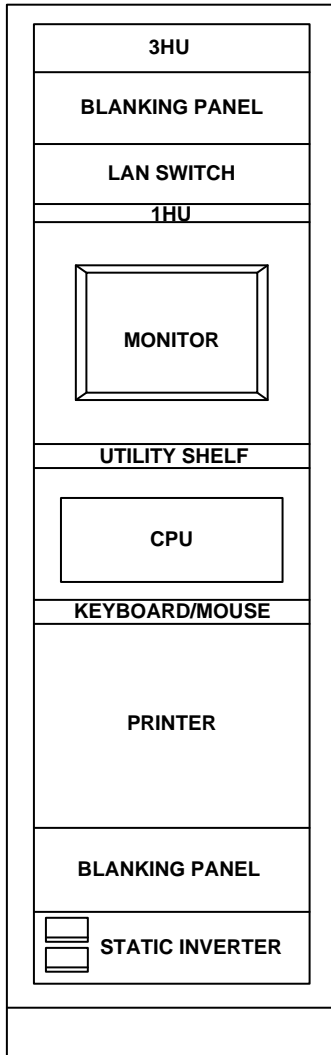 3HU
BLANKING PANEL
LAN SWITCH
1HU
MONITOR
UTILITY SHELF
CPU
KEYBOARD/MOUSE
PRINTER
BLANKING PANEL
STATIC INVERTER